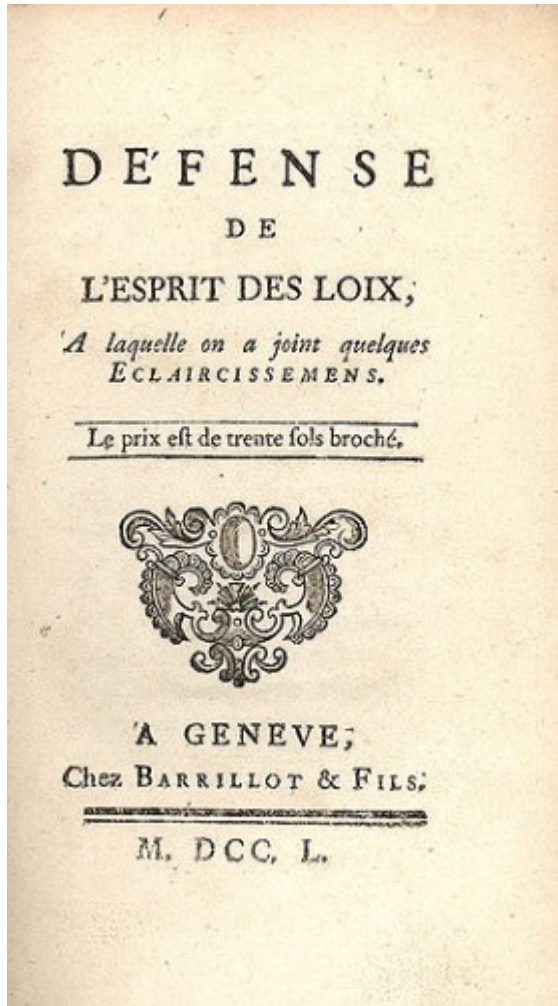 DÉFENSE
DE
L'ESPRIT DES LOIX,
A laquelle on a joint quelques
ECLAIRCISSEMENS.
Le prix eſt de trente ſols broché.
A GENEVE,
Chez BARRILLOT & FILS.
M. DCC. L.